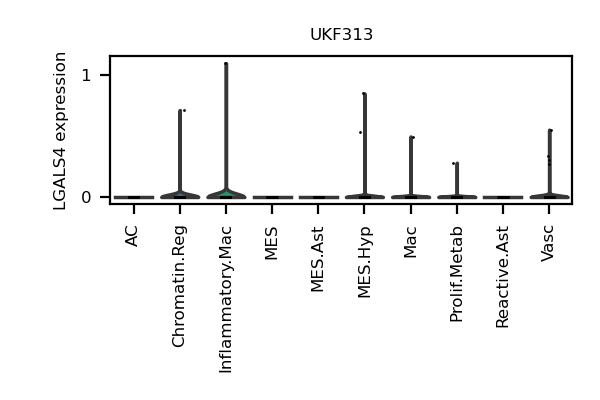 UKF313
LGALS4 expression
1
0
AC
Chromatin.Reg
Inflammatory.Mac
MES
MES.Ast
MES.Hyp
Mac
Prolif.Metab
Reactive.Ast
Vasc